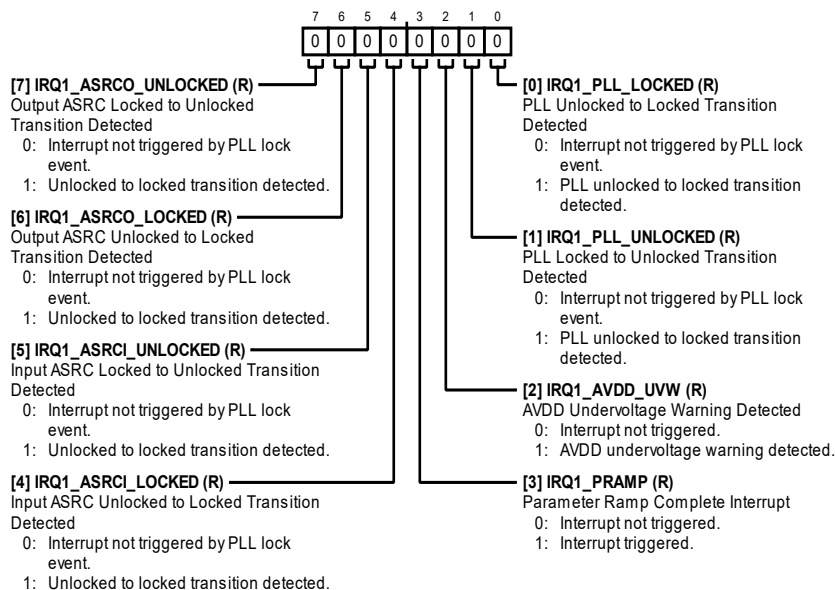 7 6 5 4 3 2 1 0
0 0 0 0 0 0 0 0
[7] IRQ1_ASRCO_UNLOCKED (R)
Output ASRC Locked to Unlocked
Transition Detected
0: Interrupt not triggered by PLL lock
event.
1: Unlocked to locked transition detected.
[6] IRQ1_ASRCO_LOCKED (R)
Output ASRC Unlocked to Locked
Transition Detected
0: Interrupt not triggered by PLL lock
event.
1: Unlocked to locked transition detected.
[5] IRQ1_ASRCI_UNLOCKED (R)
Input ASRC Locked to Unlocked Transition
Detected
0: Interrupt not triggered by PLL lock
event.
1: Unlocked to locked transition detected.
[4] IRQ1_ASRCI_LOCKED (R)
Input ASRC Unlocked to Locked Transition
Detected
0: Interrupt not triggered by PLL lock
event.
1: Unlocked to locked transition detected.
[0] IRQ1_PLL_LOCKED (R)
PLL Unlocked to Locked Transition
Detected
0: Interrupt not triggered by PLL lock
event.
1: PLL unlocked to locked transition
detected.
[1] IRQ1_PLL_UNLOCKED (R)
PLL Locked to Unlocked Transition
Detected
0: Interrupt not triggered by PLL lock
event.
1: PLL unlocked to locked transition
detected.
[2] IRQ1_AVDD_UVW (R)
AVDD Undervoltage Warning Detected
0: Interrupt not triggered.
1: AVDD undervoltage warning detected.
[3] IRQ1_PRAMP (R)
Parameter Ramp Complete Interrupt
0: Interrupt not triggered.
1: Interrupt triggered.